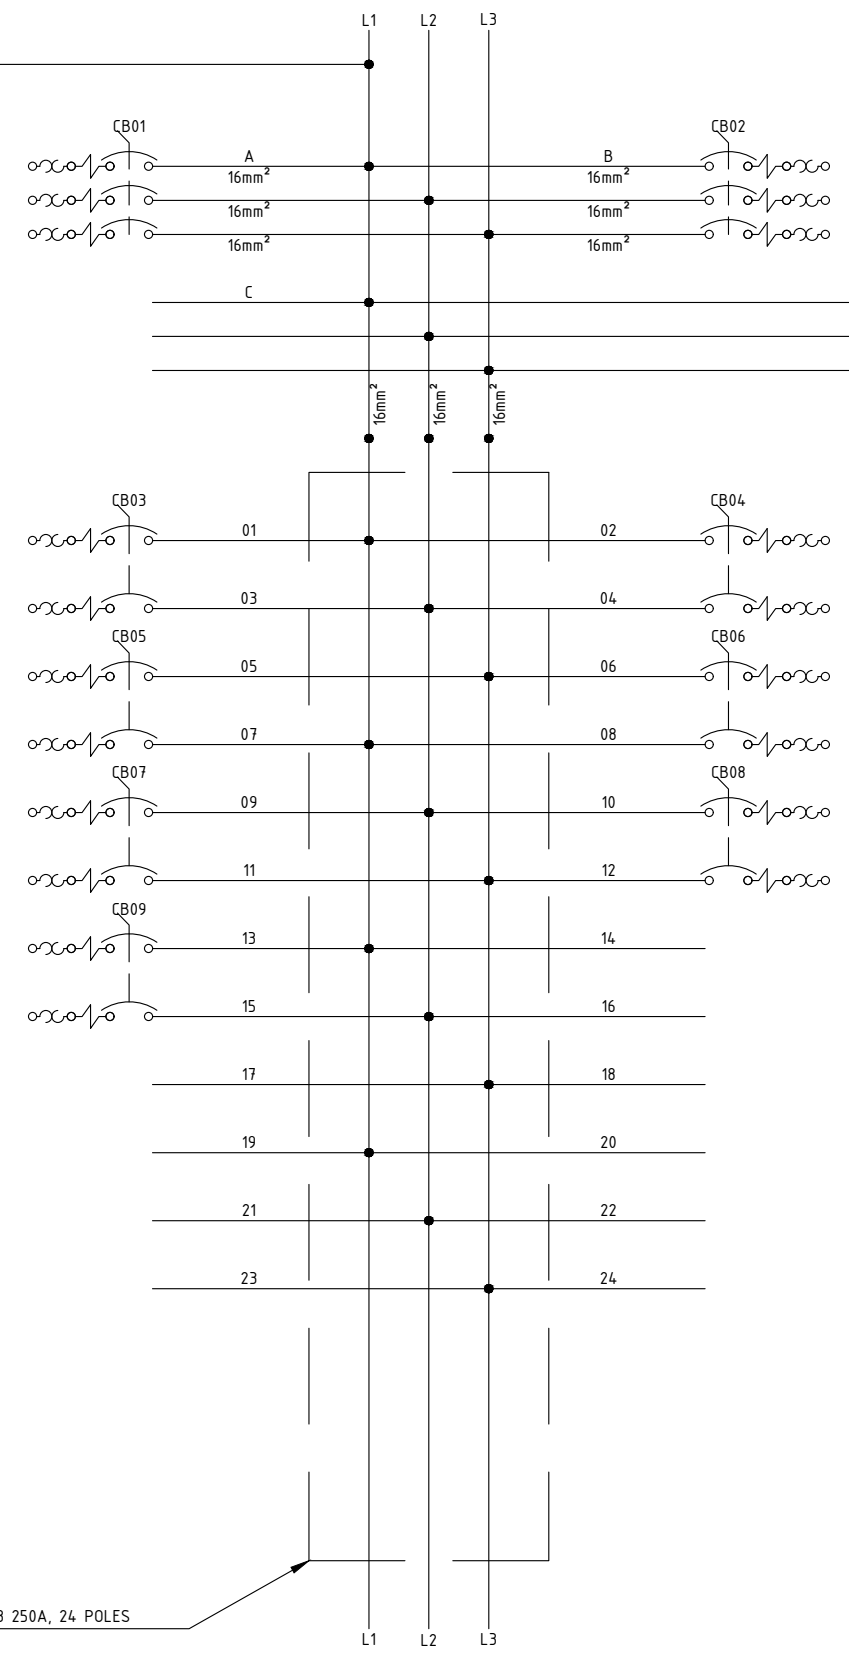 L1 L2 L3
CB01 CB02
A B
16mm² 16mm²
16mm² 16mm²
16mm² 16mm²
C
16mm² 16mm² 16mm²
CB03 CB04
01 02
03 04
CB05 CB06
05 06
07 08
CB07 CB08
09 10
11 12
CB09
13 14
15 16
17 18
19 20
21 22
23 24
250A, 24 POLES
L1 L2 L3